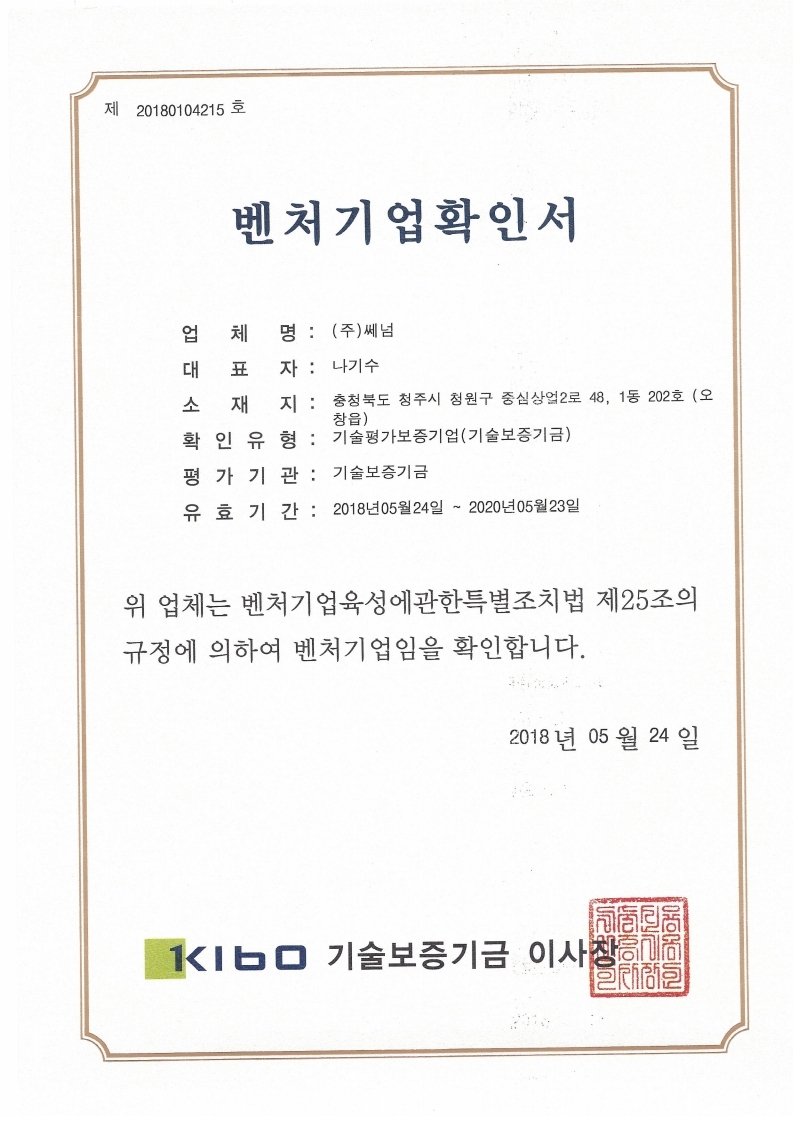 제 20180104215 호
벤처기업확인서
업 체 명 : (주)쎄넘
대 표 자 : 나기수
소 재 지 : 충청북도 청주시 청원구 중심상업2로 48, 1동 202호 (오
창읍)
확 인 유 형 : 기술평가보증기업(기술보증기금)
평 가 기 관 : 기술보증기금
유 효 기 간 : 2018년05월24일 ~ 2020년05월23일
위 업체는 벤처기업육성에관한특별조치법 제25조의
규정에 의하여 벤처기업임을 확인합니다.
2018 년 05 월 24 일
KIBO 기술보증기금 이사장